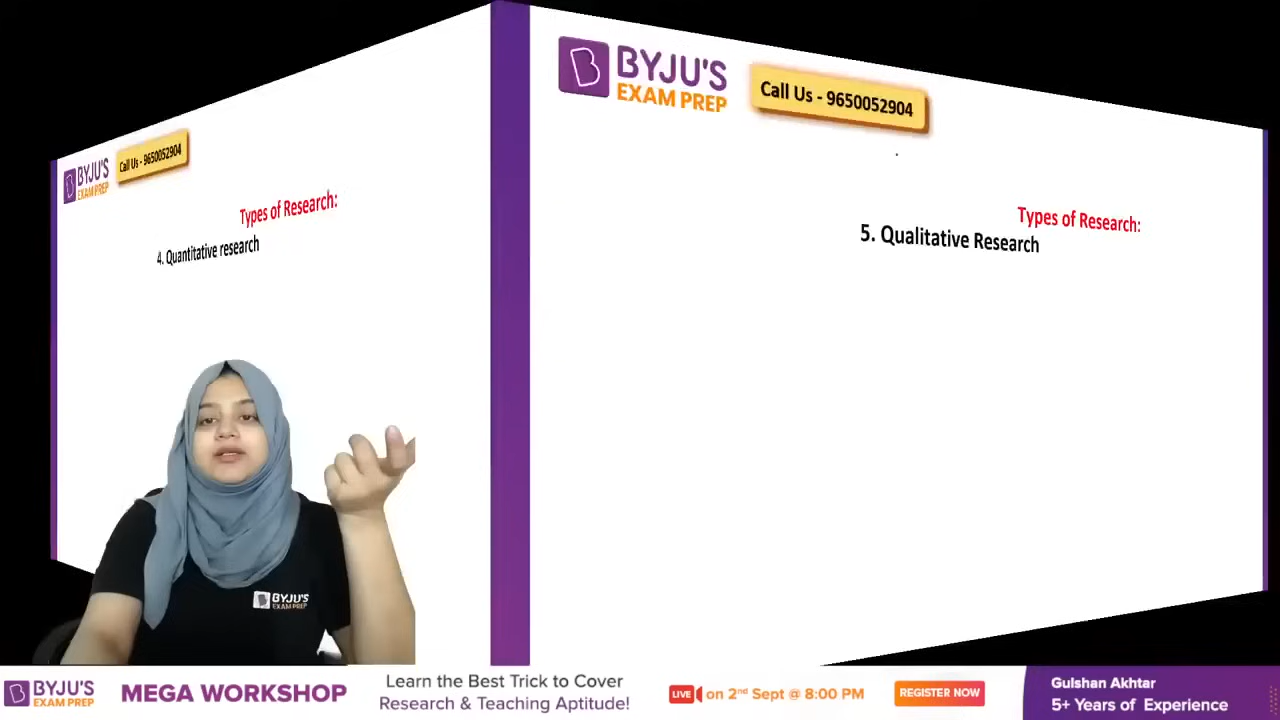 BYJU'S
EXAM PREP
Call Us - 9650052904
Types of Research:
4. Quantitative research
BYJU'S
EXAM PREP
Call Us - 9650052904
Types of Research:
5. Qualitative Research
BYJU'S
EXAM PREP
BYJU'S
EXAM PREP
MEGA WORKSHOP
Learn the Best Trick to Cover
Research & Teaching Aptitude!
LIVE on 2nd Sept @ 8:00 PM
REGISTER NOW
Gulshan Akhtar
5+ Years of Experience